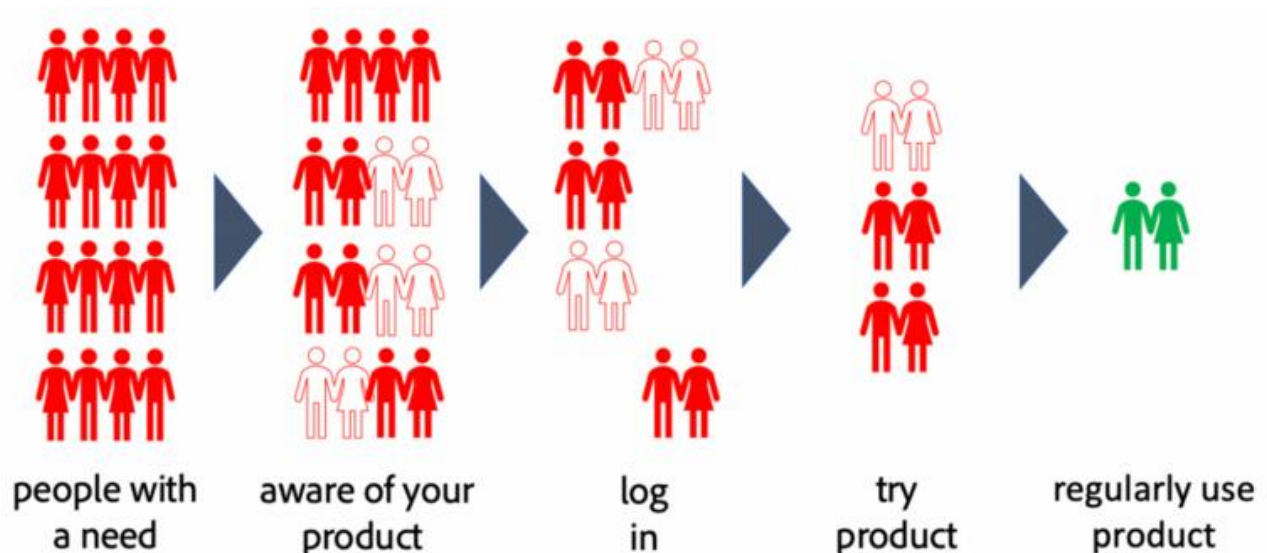 people with
a need
aware of your
product
log
in
try
product
regularly use
product